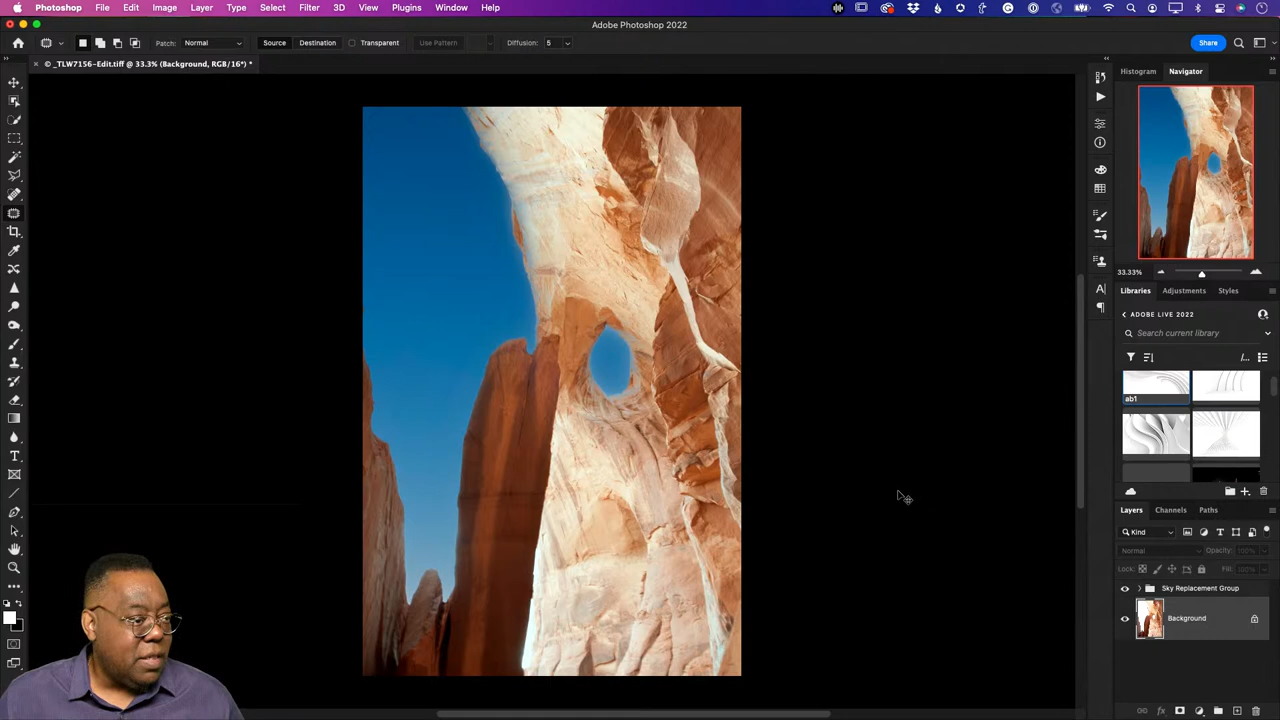 Photoshop File Edit Image Layer Type Select Filter 3D View Plugins Window Help
Adobe Photoshop 2022
Patch: Normal Source Destination Transparent Use Pattern Diffusion: 5 Share
© _TLW7156-Edit.tiff @ 33.3% (Background, RGB/16*) *
Histogram Navigator
33.33%
Libraries Adjustments Styles
ADOBE LIVE 2022
Search current library
ab1
Layers Channels Paths
Kind
Normal Opacity: 100%
Lock: Fill: 100%
Sky Replacement Group
Background